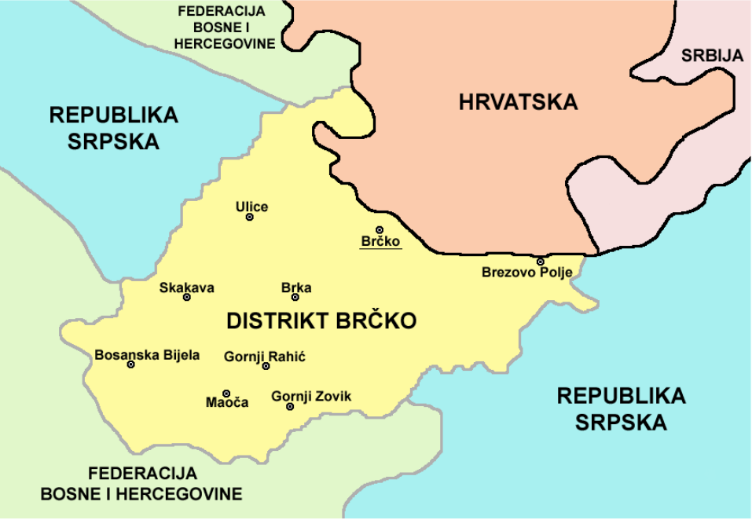 FEDERACIJA
BOSNE I
HERCEGOVINE
SRBIJA
HRVATSKA
REPUBLIKA
SRPSKA
Ulice
Brčko
Brezovo Polje
Skakava
Brka
DISTRIKT BRČKO
Bosanska Bijela
Gornji Rahić
Maoča
Gornji Zovik
REPUBLIKA
SRPSKA
FEDERACIJA
BOSNE I HERCEGOVINE